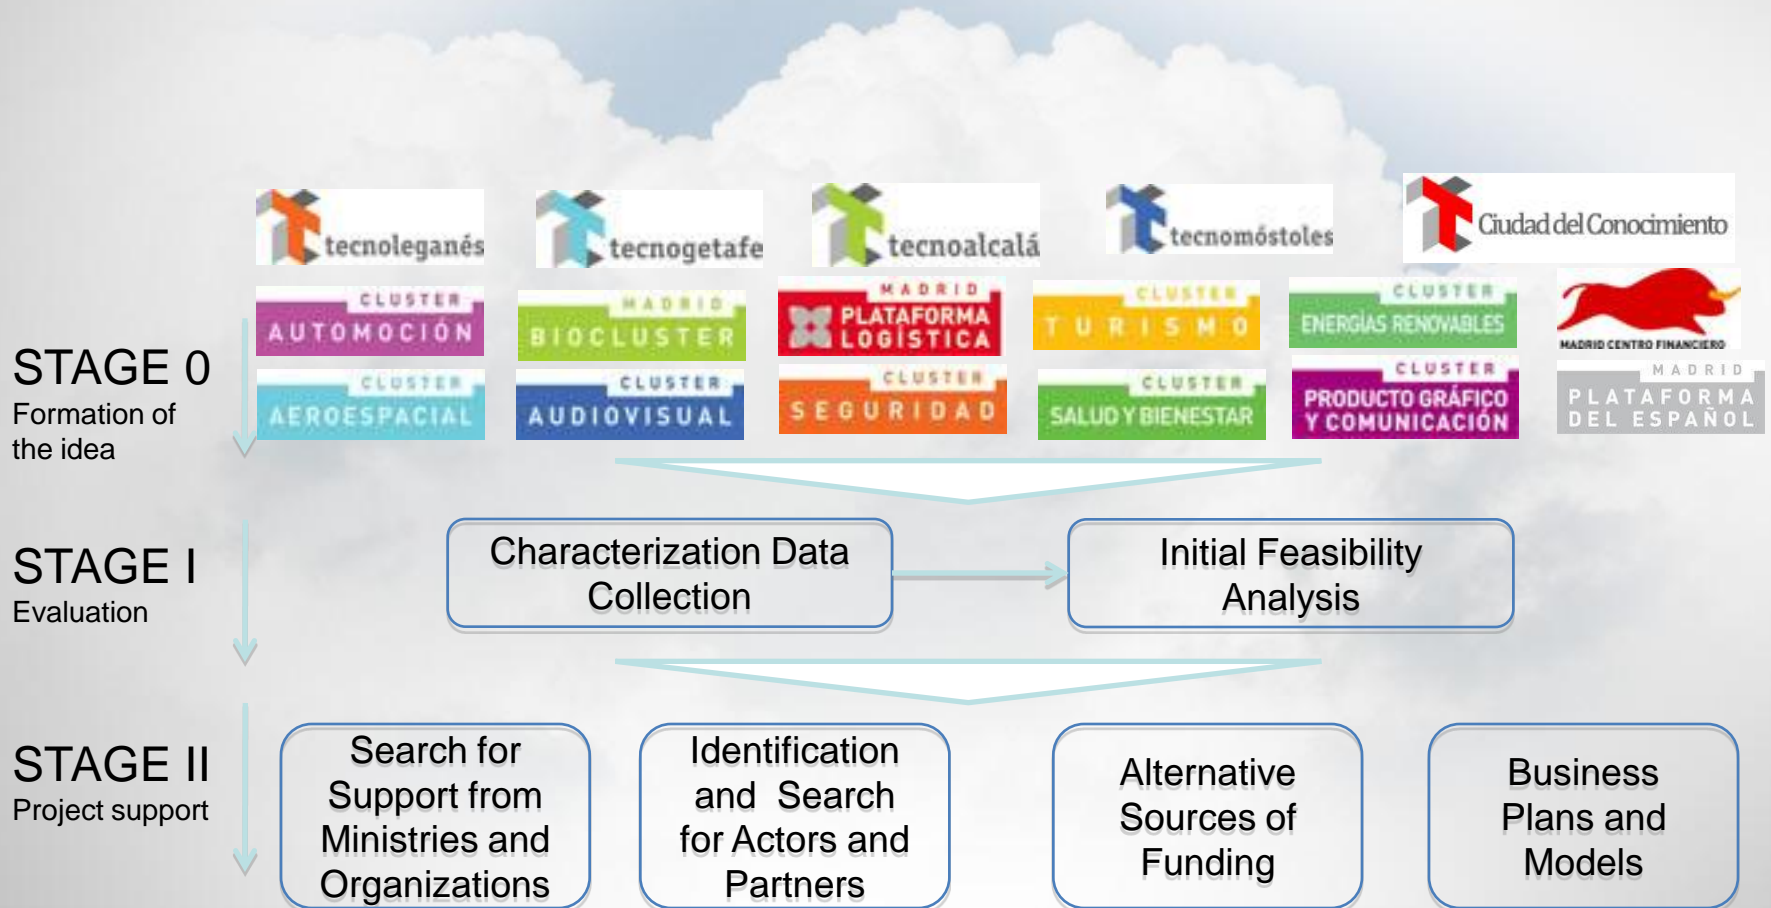 tecnoleganés
tecnogetafe
tecnoalcalá
tecnomóstoles
Ciudad del Conocimiento
CLUSTER
AUTOMOCIÓN
MADRID
BIOCLUSTER
MADRID
PLATAFORMA
LOGÍSTICA
CLUSTER
TURISMO
CLUSTER
ENERGÍAS RENOVABLES
MADRID CENTRO FINANCIERO
STAGE 0
Formation of
the idea
CLUSTER
AEROESPACIAL
CLUSTER
AUDIOVISUAL
CLUSTER
SEGURIDAD
CLUSTER
SALUD Y BIENESTAR
CLUSTER
PRODUCTO GRÁFICO
Y COMUNICACIÓN
MADRID
PLATAFORMA
DEL ESPAÑOL
STAGE I
Evaluation
Characterization Data
Collection
Initial Feasibility
Analysis
STAGE II
Project support
Search for
Support from
Ministries and
Organizations
Identification
and Search
for Actors and
Partners
Alternative
Sources of
Funding
Business
Plans and
Models